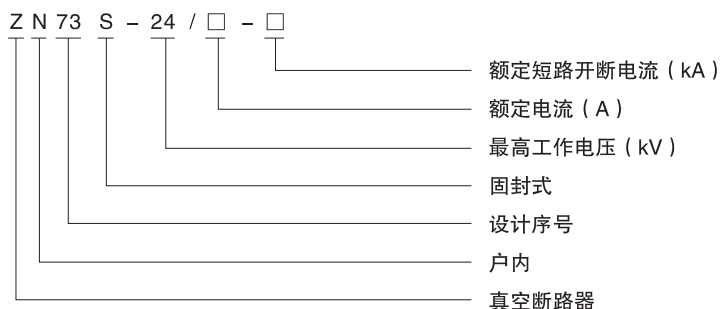 Z N 73 S - 24 / □ - □
额定短路开断电流（kA）
额定电流（A）
最高工作电压（kV）
固封式
设计序号
户内
真空断路器